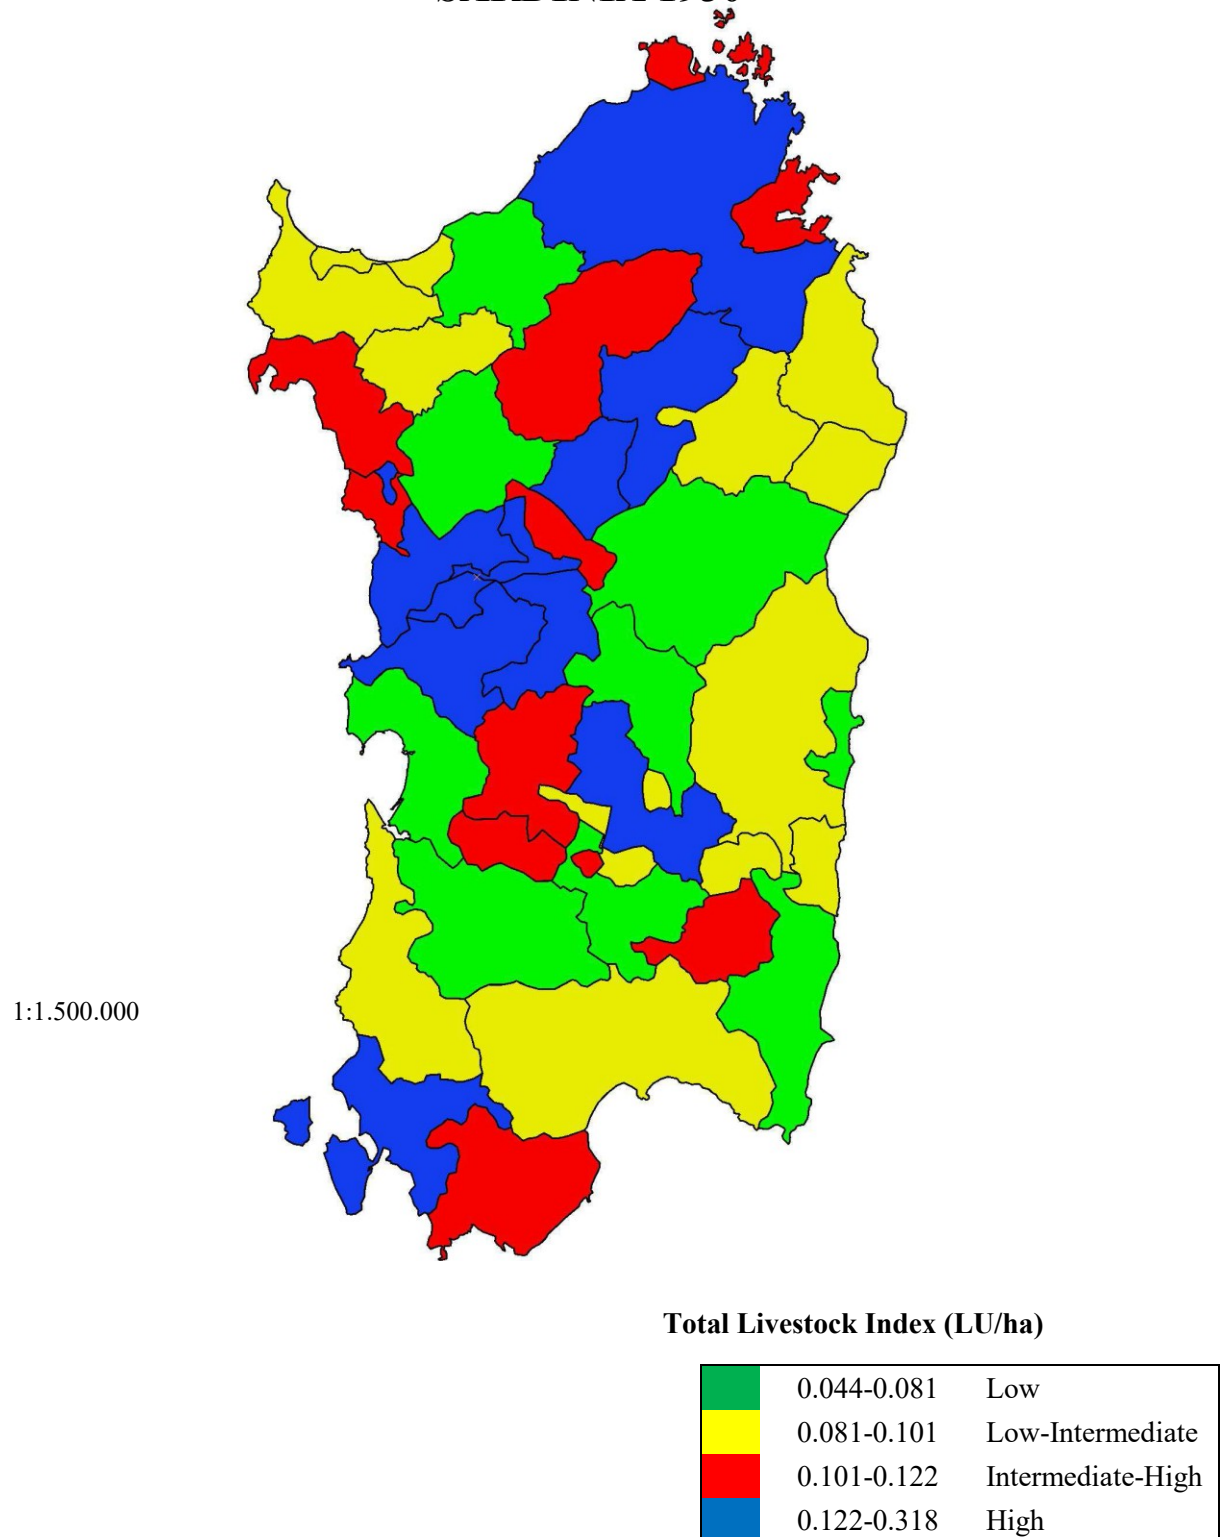 1:1.500.000
Total Livestock Index (LU/ha)
0.044-0.081 Low
0.081-0.101 Low-Intermediate
0.101-0.122 Intermediate-High
0.122-0.318 High